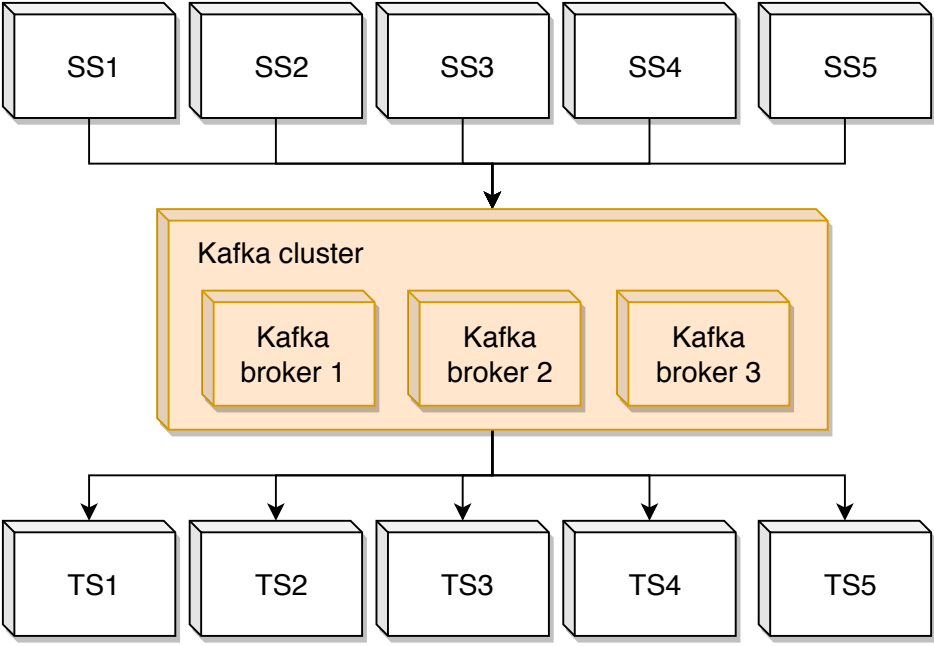 SS1
SS2
SS3
SS4
SS5
Kafka cluster
Kafka
broker 1
Kafka
broker 2
Kafka
broker 3
TS1
TS2
TS3
TS4
TS5